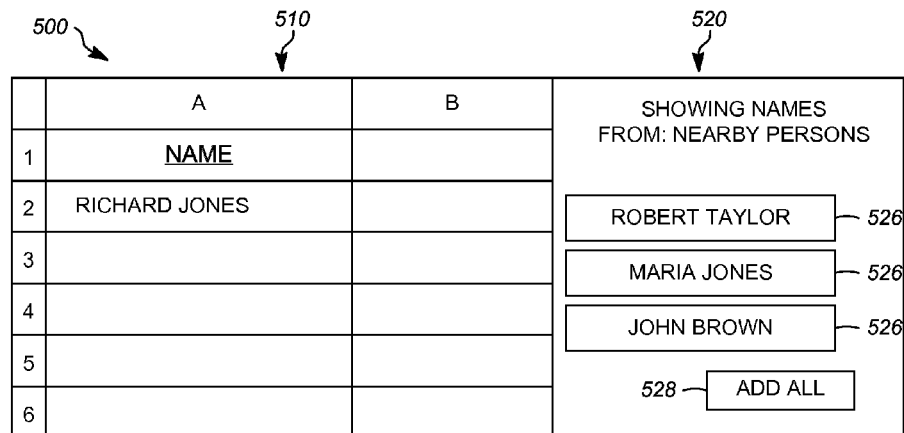 500 510 520
A B SHOWING NAMES
FROM: NEARBY PERSONS
1 NAME
2 RICHARD JONES ROBERT TAYLOR 526
3 MARIA JONES 526
4 JOHN BROWN 526
5 528 ADD ALL
6